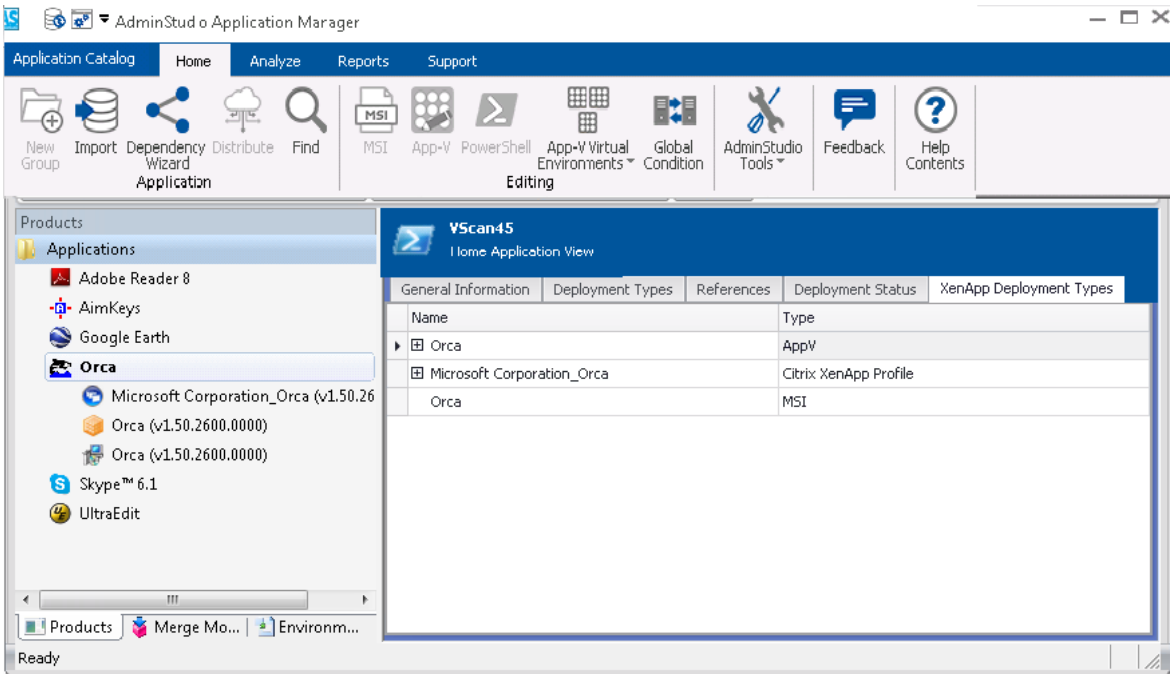 AS
AdminStud o Application Manager
Application Catalog Home Analyze Reports Support
MSI
New Group Import Dependency Wizard Distribute Find MSI App-V PowerShell App-V Virtual Environments Global Condition AdminStudio Tools Feedback Help Contents
Application Editing
Products
Applications
Adobe Reader 8
AimKeys
Google Earth
Orca
Microsoft Corporation_Orca (v1.50.26
Orca (v1.50.2600.0000)
Orca (v1.50.2600.0000)
Skype™ 6.1
UltraEdit
Products Merge Mo... Environm...
VScan45
Home Application View
General Information Deployment Types References Deployment Status XenApp Deployment Types
Name Type
Orca AppV
Microsoft Corporation_Orca Citrix XenApp Profile
Orca MSI
Ready